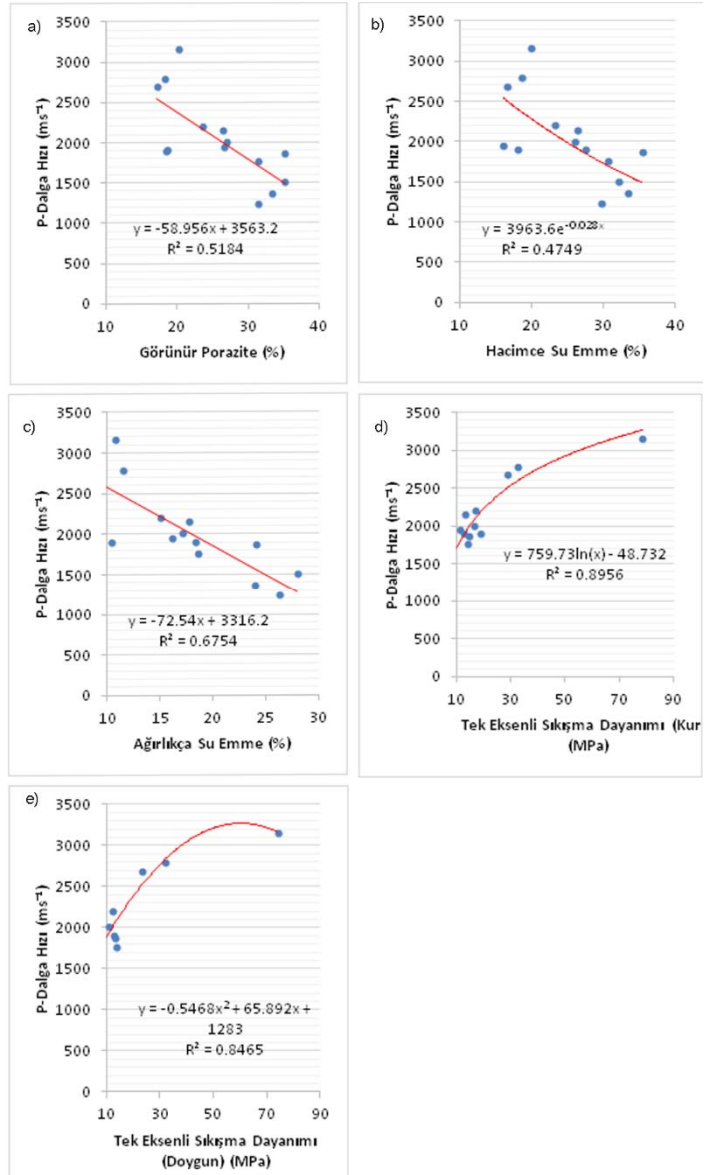 a)
3500
3000
2500
2000
1500
1000
500
0
P-Dalga Hızı (ms⁻¹)
y = -58.956x + 3563.2
R² = 0.5184
10 20 30 40
Görünür Porazite (%)
b)
3500
3000
2500
2000
1500
1000
500
0
P-Dalga Hızı (ms⁻¹)
y = 3963.6e⁻⁰·⁰²⁸ˣ
R² = 0.4749
10 20 30 40
Hacimce Su Emme (%)
c)
3500
3000
2500
2000
1500
1000
500
0
P-Dalga Hızı (ms⁻¹)
y = -72.54x + 3316.2
R² = 0.6754
10 15 20 25 30
Ağırlıkça Su Emme (%)
d)
3500
3000
2500
2000
1500
1000
500
0
P-Dalga Hızı (ms⁻¹)
y = 759.73ln(x) - 48.732
R² = 0.8956
10 30 50 70 90
Tek Eksenli Sıkışma Dayanımı (Kur
(MPa)
e)
3500
3000
2500
2000
1500
1000
500
0
P-Dalga Hızı (ms⁻¹)
y = -0.5468x² + 65.892x +
1283
R² = 0.8465
10 30 50 70 90
Tek Eksenli Sıkışma Dayanımı
(Doygun) (MPa)